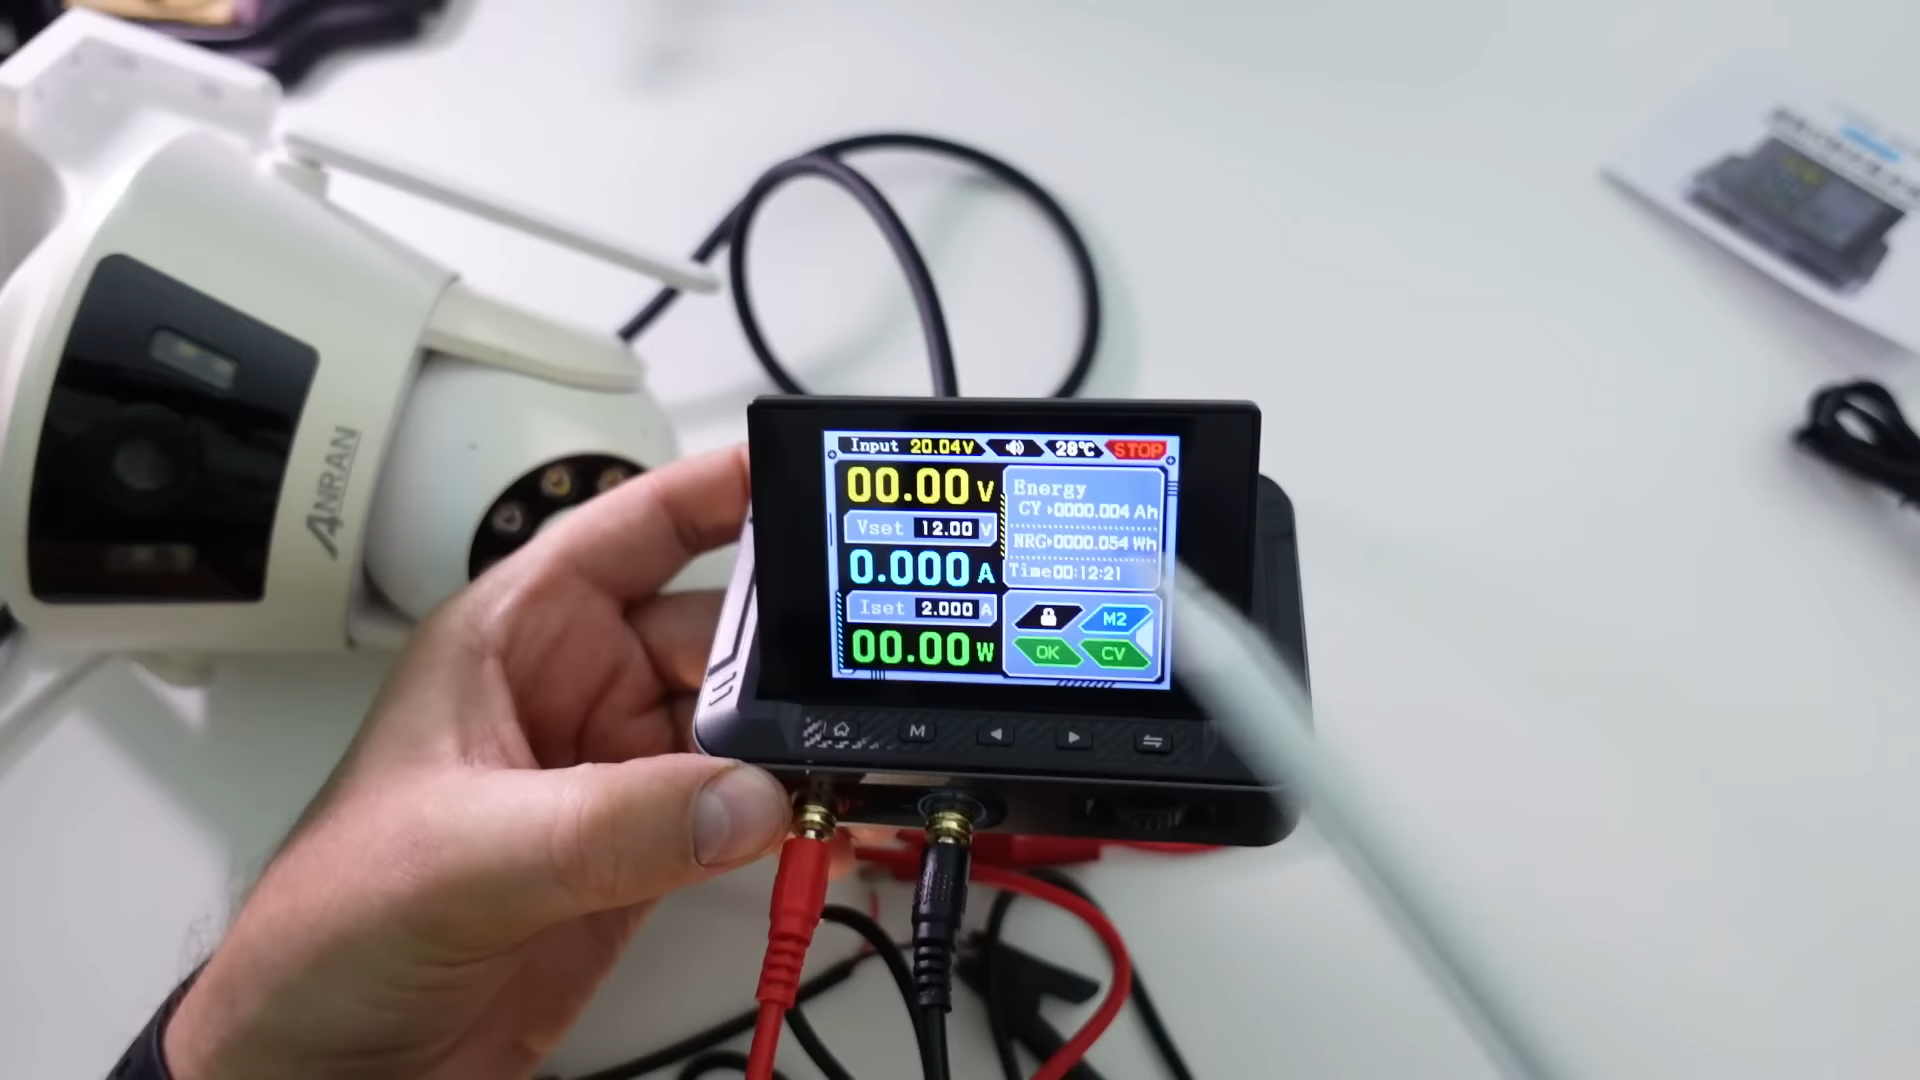 ANRAN
Input 20.04V 28℃ STOP
00.00 V
Vset 12.00 V
0.000 A
Iset 2.000 A
00.00 W
Energy
CY 0000.004 Ah
NRG 0000.054 Wh
Time 00:12:21
M2
OK CV
M